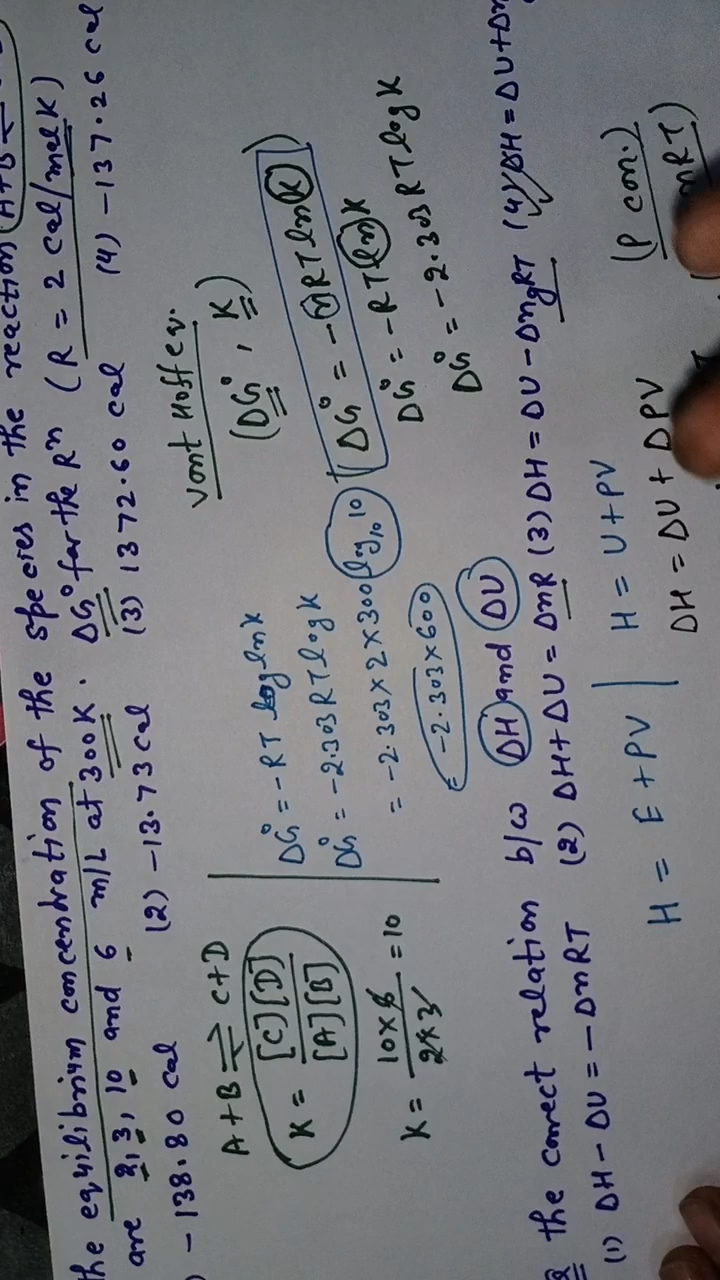 the equilibrium concentration of the species in the reaction A+B ⇌
are 2, 3, 10 and 6 m/L at 300K. ΔG° for the Rⁿ (R = 2 cal/mol K)
) -138.80 cal (2) -13.73 cal (3) 1372.60 cal (4) -137.26 cal
A+B ⇌ C+D
K = [C][D] / [A][B]
K = 10×6 / 2×3 = 10
ΔG° = -RT log ln K
ΔG° = -2.303 RT log K
= -2.303 × 2 × 300 log₁₀ 10
= -2.303 × 600
Vant Hoff eq.
(ΔG°, K)
(ΔG° = -nRT ln K)
ΔG° = -RT ln K
ΔG° = -2.303 RT log K
Q the correct relation b/w ΔH and ΔU
(1) ΔH - ΔU = -ΔnRT (2) ΔH + ΔU = ΔnR (3) ΔH = ΔU - ΔngRT (4) ΔH = ΔU + Δn
H = E + PV | H = U + PV (P con.)
ΔH = ΔU + ΔPV nRT)